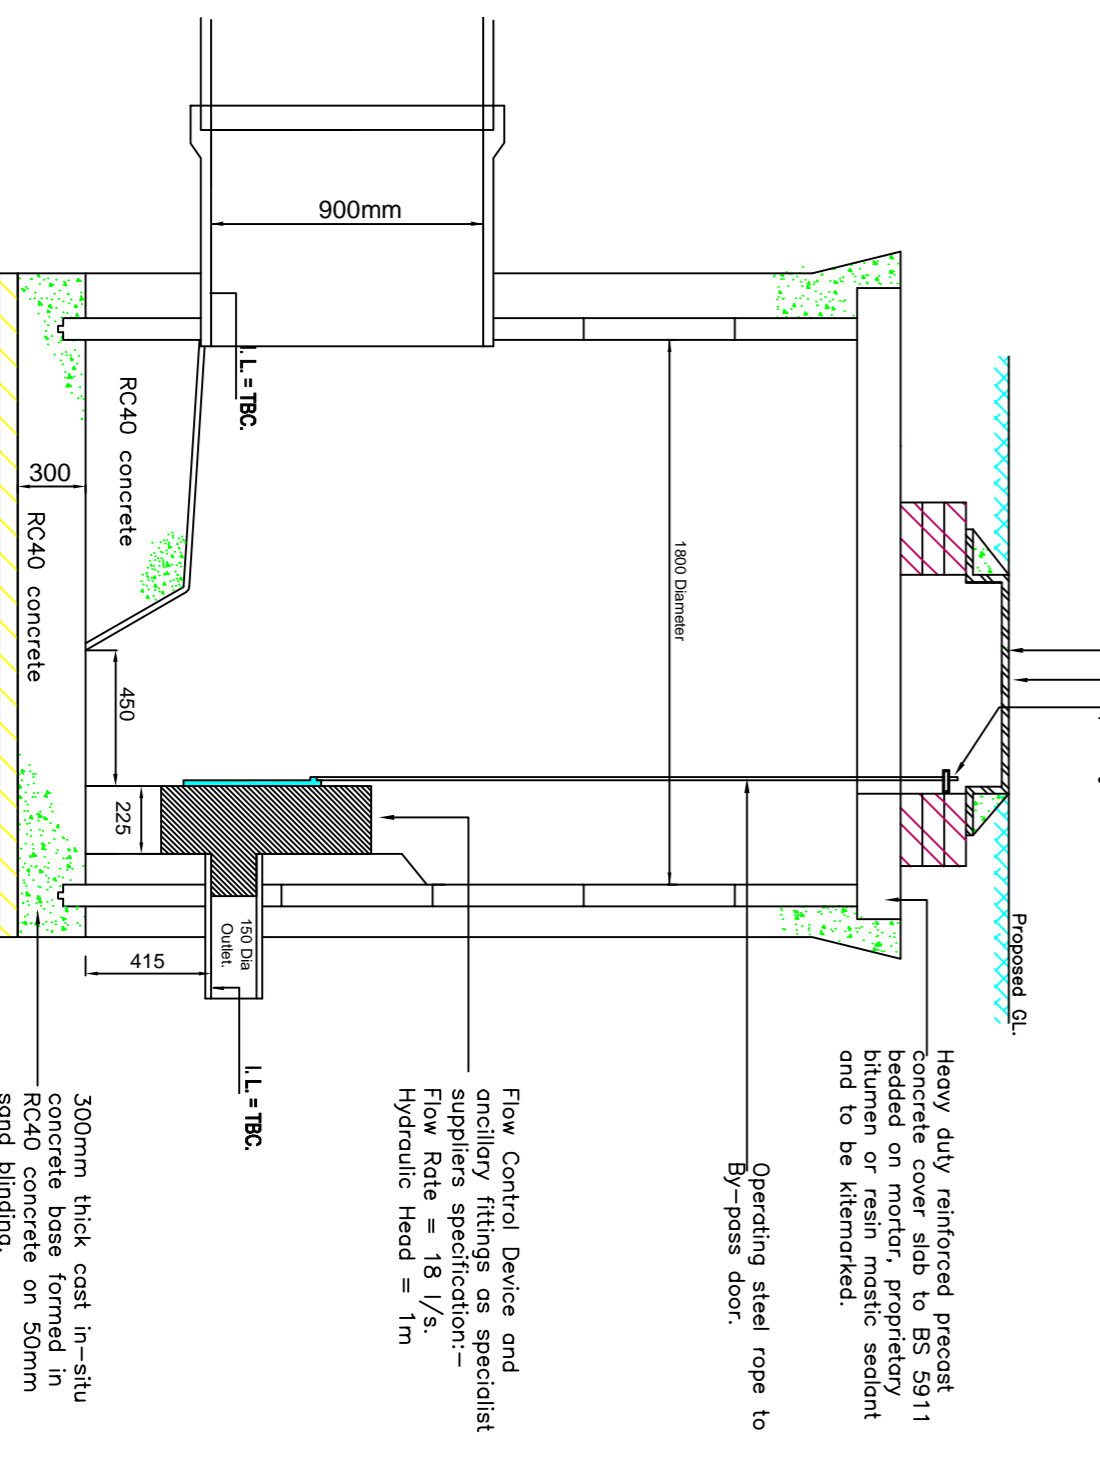 Proposed GL.
Heavy duty reinforced precast
concrete cover slab to BS 5911
bedded on mortar, proprietary
bitumen or resin mastic sealant
and to be kitemarked.
Operating steel rope to
By-pass door.
1800 Diameter
Flow Control Device and
ancillary fittings as specialist
suppliers specification:-
Flow Rate = 18 l/s.
Hydraulic Head = 1m
900mm
I. L. = TBC.
150 Dia
Outlet.
I. L. = TBC.
RC40 concrete
450
225
415
300
RC40 concrete
300mm thick cast in-situ
concrete base formed in
RC40 concrete on 50mm
sand blinding.